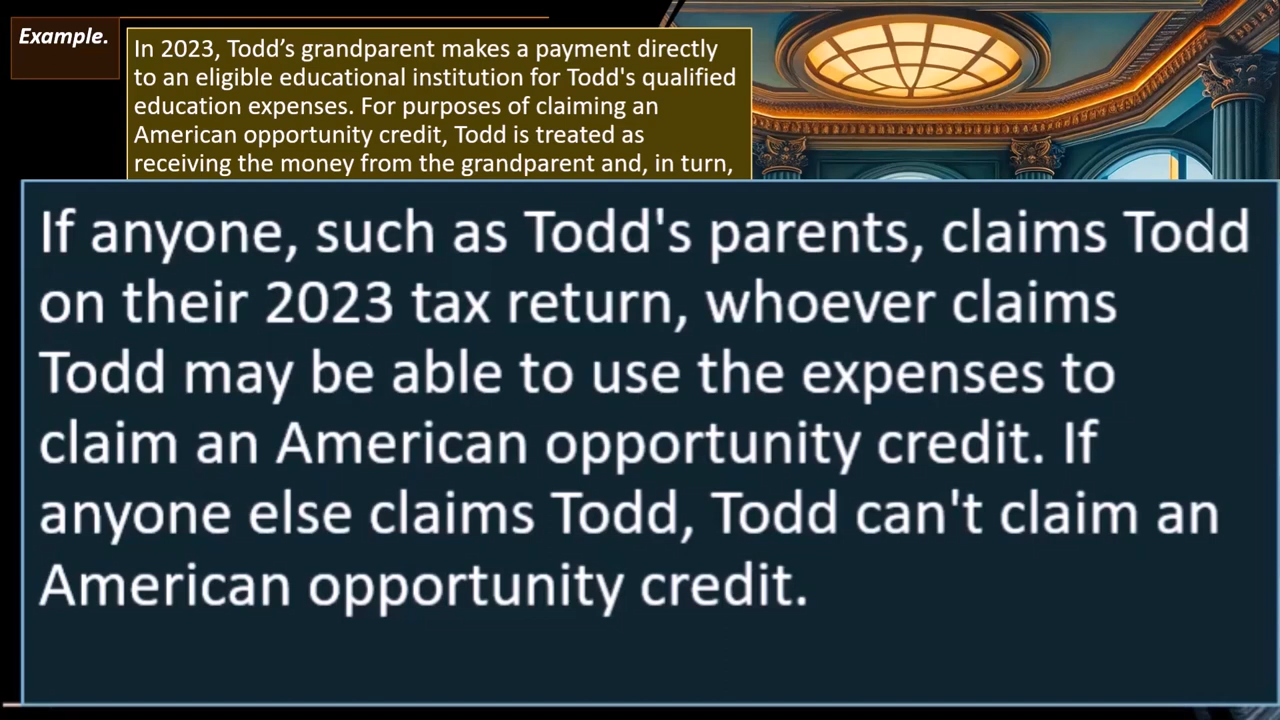 Example.
In 2023, Todd’s grandparent makes a payment directly
to an eligible educational institution for Todd's qualified
education expenses. For purposes of claiming an
American opportunity credit, Todd is treated as
receiving the money from the grandparent and, in turn,
If anyone, such as Todd's parents, claims Todd
on their 2023 tax return, whoever claims
Todd may be able to use the expenses to
claim an American opportunity credit. If
anyone else claims Todd, Todd can't claim an
American opportunity credit.